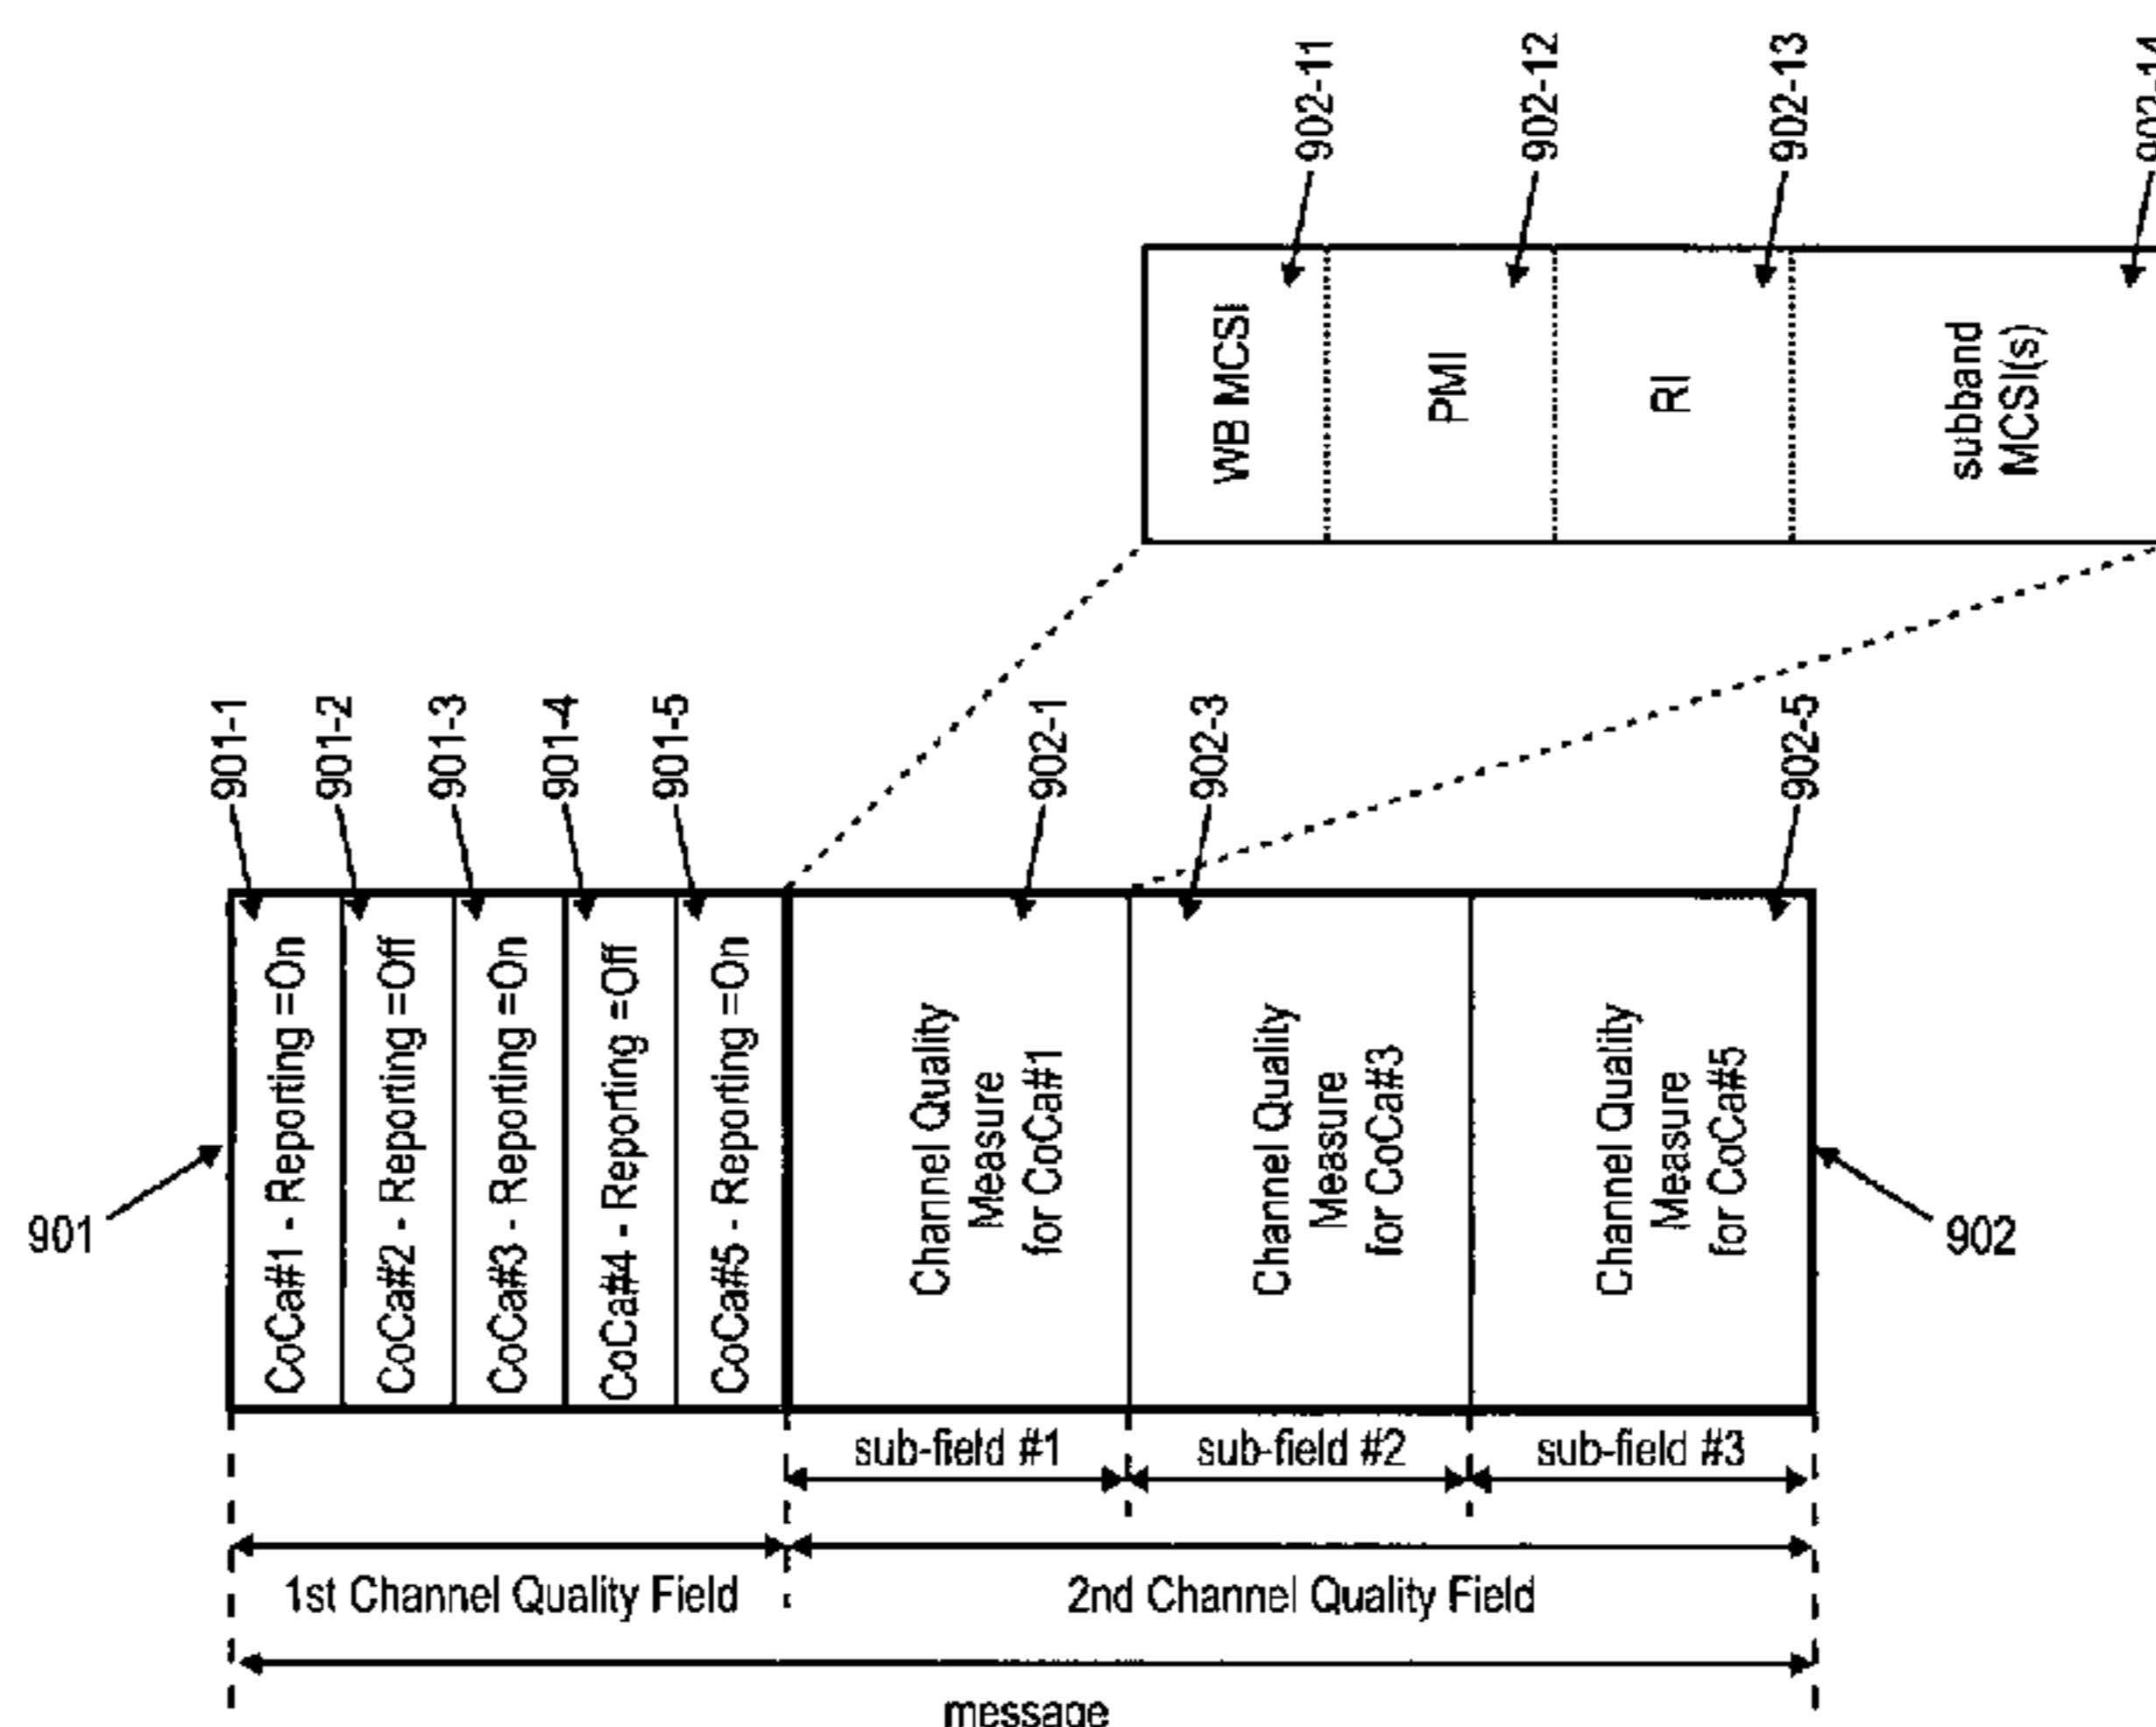 902-11
902-12
902-13
902-14
WB MCSI
PMI
RI
subband
MCSI(s)
901-1
901-2
901-3
901-4
901-5
902-1
902-3
902-5
CoCa#1 - Reporting =On
CoCa#2 - Reporting =Off
CoCa#3 - Reporting =On
CoCa#4 - Reporting =Off
CoCa#5 - Reporting =On
Channel Quality
Measure
for CoCa#1
Channel Quality
Measure
for CoCa#3
Channel Quality
Measure
for CoCa#5
901
902
sub-field #1
sub-field #2
sub-field #3
1st Channel Quality Field
2nd Channel Quality Field
message